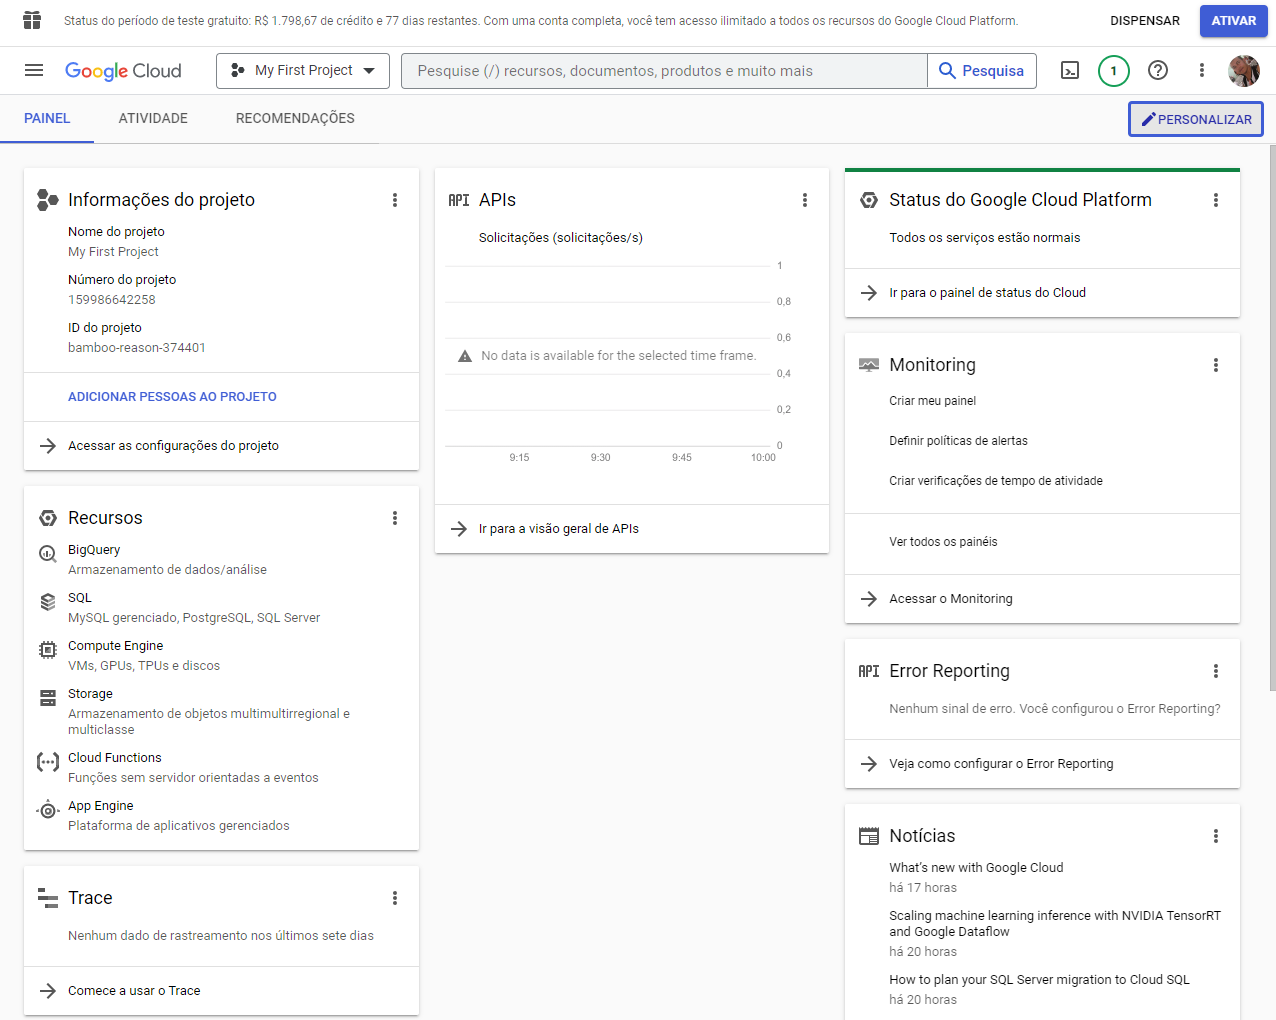 Status do período de teste gratuito: R$ 1.798,67 de crédito e 77 dias restantes. Com uma conta completa, você tem acesso ilimitado a todos os recursos do Google Cloud Platform.
DISPENSAR
ATIVAR
Google Cloud
My First Project
Pesquise (/) recursos, documentos, produtos e muito mais
Pesquisa
1
PAINEL
ATIVIDADE
RECOMENDAÇÕES
PERSONALIZAR
Informações do projeto
Nome do projeto
My First Project
Número do projeto
159986642258
ID do projeto
bamboo-reason-374401
ADICIONAR PESSOAS AO PROJETO
Acessar as configurações do projeto
Recursos
BigQuery
Armazenamento de dados/análise
SQL
MySQL gerenciado, PostgreSQL, SQL Server
Compute Engine
VMs, GPUs, TPUs e discos
Storage
Armazenamento de objetos multimultirregional e
multiclasse
Cloud Functions
Funções sem servidor orientadas a eventos
App Engine
Plataforma de aplicativos gerenciados
Trace
Nenhum dado de rastreamento nos últimos sete dias
Comece a usar o Trace
API APIs
Solicitações (solicitações/s)
1
0,8
0,6
No data is available for the selected time frame.
0,4
0,2
0
9:15 9:30 9:45 10:00
Ir para a visão geral de APIs
Status do Google Cloud Platform
Todos os serviços estão normais
Ir para o painel de status do Cloud
Monitoring
Criar meu painel
Definir políticas de alertas
Criar verificações de tempo de atividade
Ver todos os painéis
Acessar o Monitoring
API Error Reporting
Nenhum sinal de erro. Você configurou o Error Reporting?
Veja como configurar o Error Reporting
Notícias
What's new with Google Cloud
há 17 horas
Scaling machine learning inference with NVIDIA TensorRT
and Google Dataflow
há 20 horas
How to plan your SQL Server migration to Cloud SQL
há 20 horas